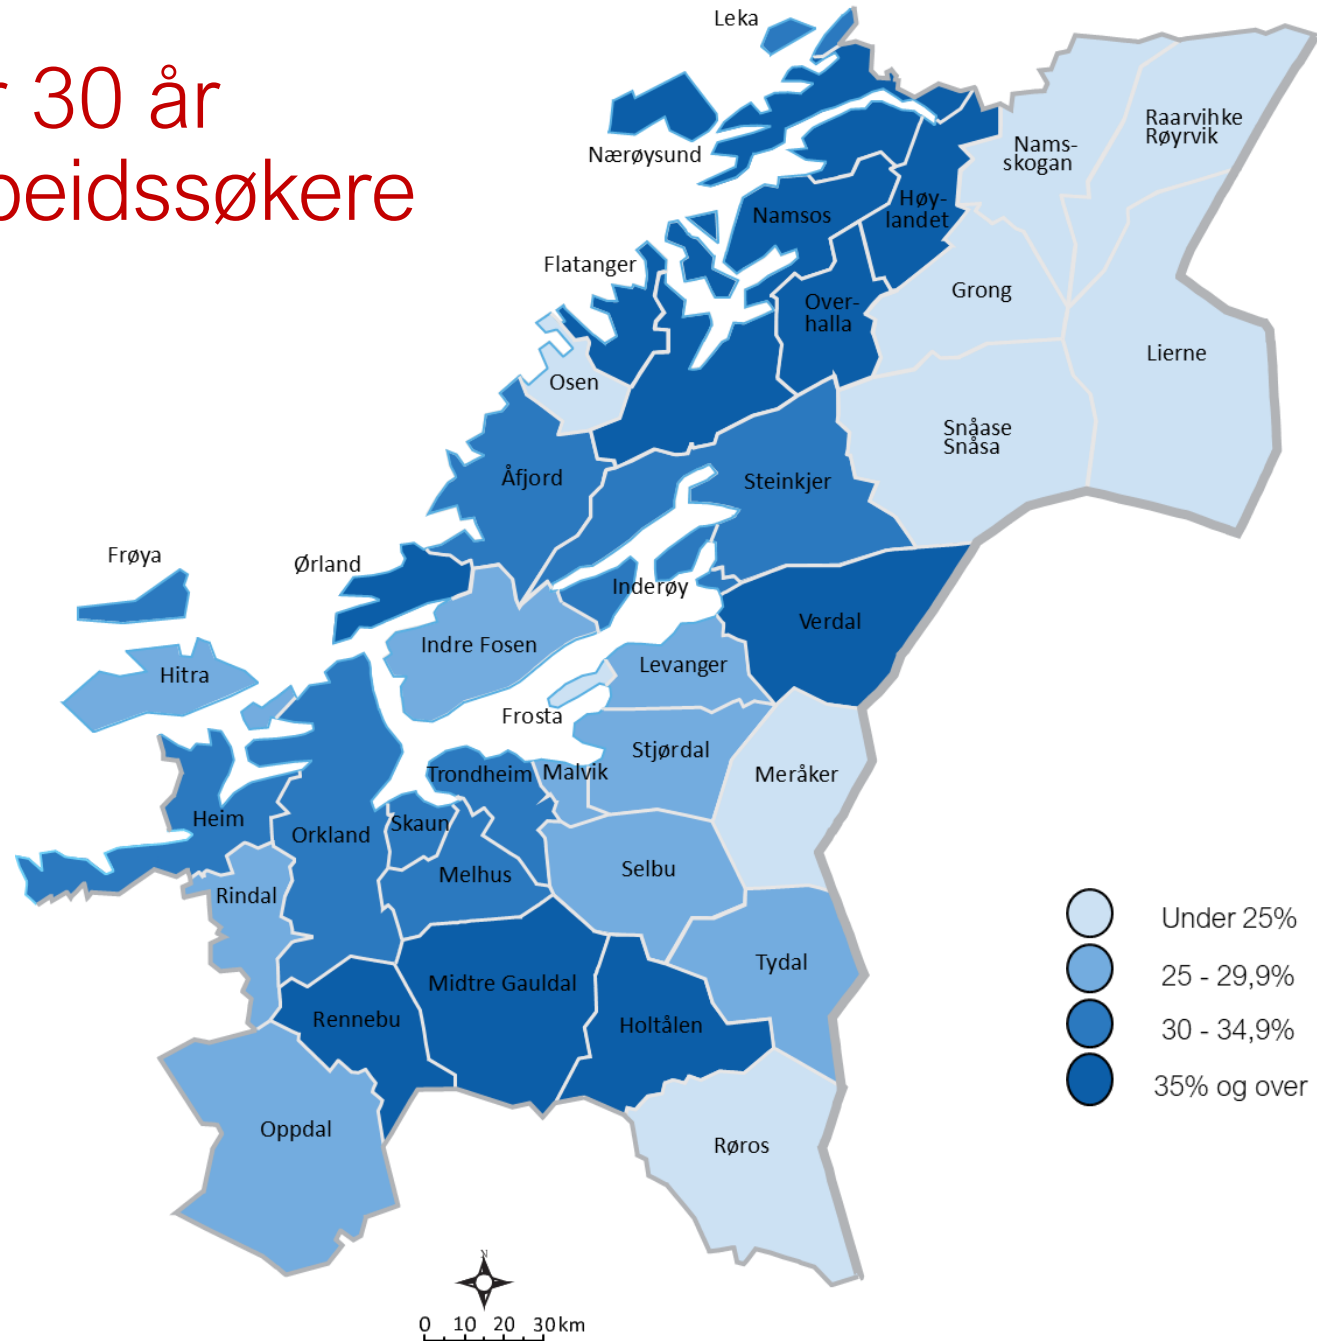 r 30 år
beidssøkere
Leka
Nærøysund
Nams-
skogan
Raarvihke
Røyrvik
Namsos
Høy-
landet
Flatanger
Grong
Over-
halla
Lierne
Osen
Snåase
Snåsa
Åfjord
Steinkjer
Frøya
Ørland
Inderøy
Verdal
Indre Fosen
Levanger
Hitra
Frosta
Stjørdal
Trondheim
Malvik
Meråker
Heim
Orkland
Skaun
Melhus
Selbu
Rindal
Tydal
Midtre Gauldal
Rennebu
Holtålen
Oppdal
Røros
Under 25%
25 - 29,9%
30 - 34,9%
35% og over
N
0 10 20 30 km